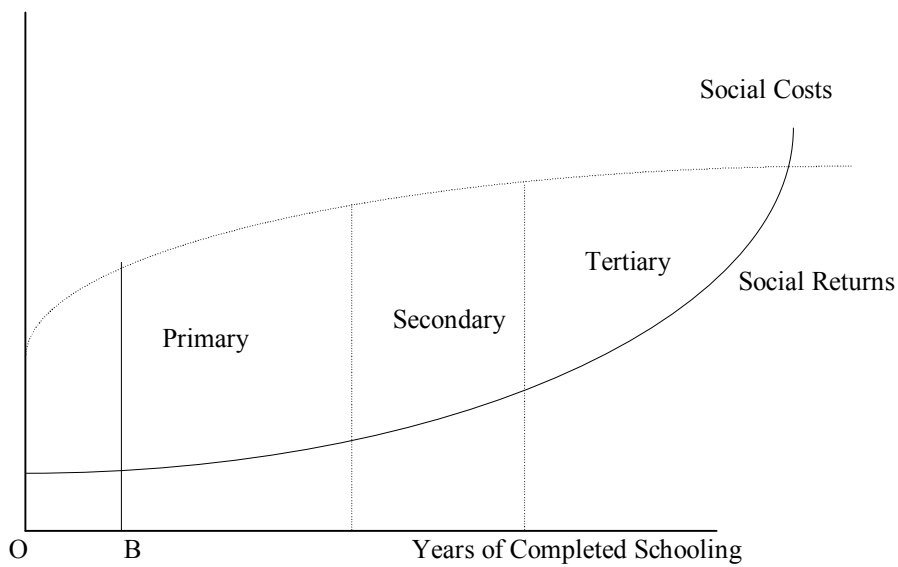 Social Costs
Tertiary
Social Returns
Secondary
Primary
O B Years of Completed Schooling